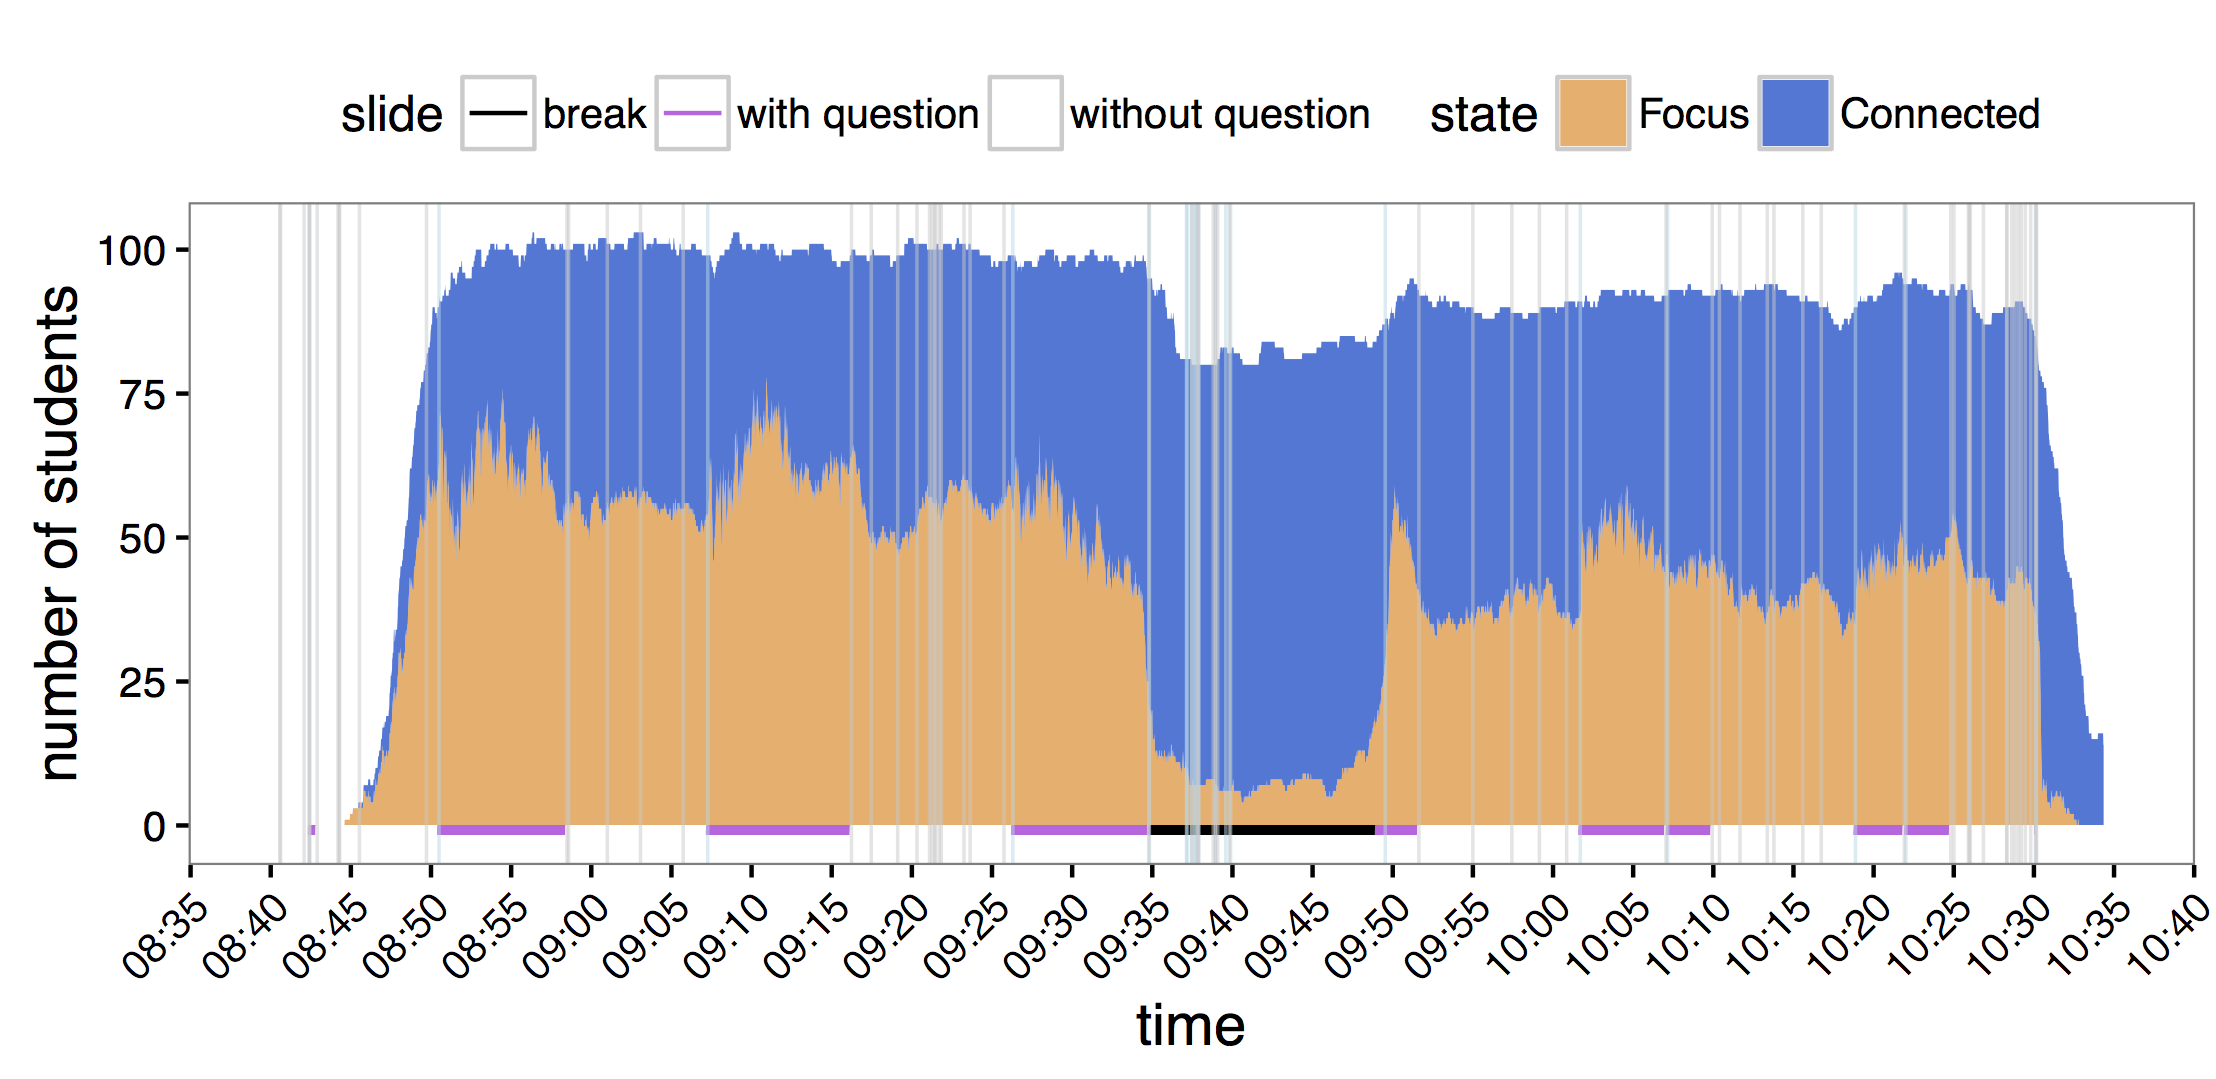 slide break with question without question state Focus Connected
number of students
100
75
50
25
0
08:35 08:40 08:45 08:50 08:55 09:00 09:05 09:10 09:15 09:20 09:25 09:30 09:35 09:40 09:45 09:50 09:55 10:00 10:05 10:10 10:15 10:20 10:25 10:30 10:35 10:40
time